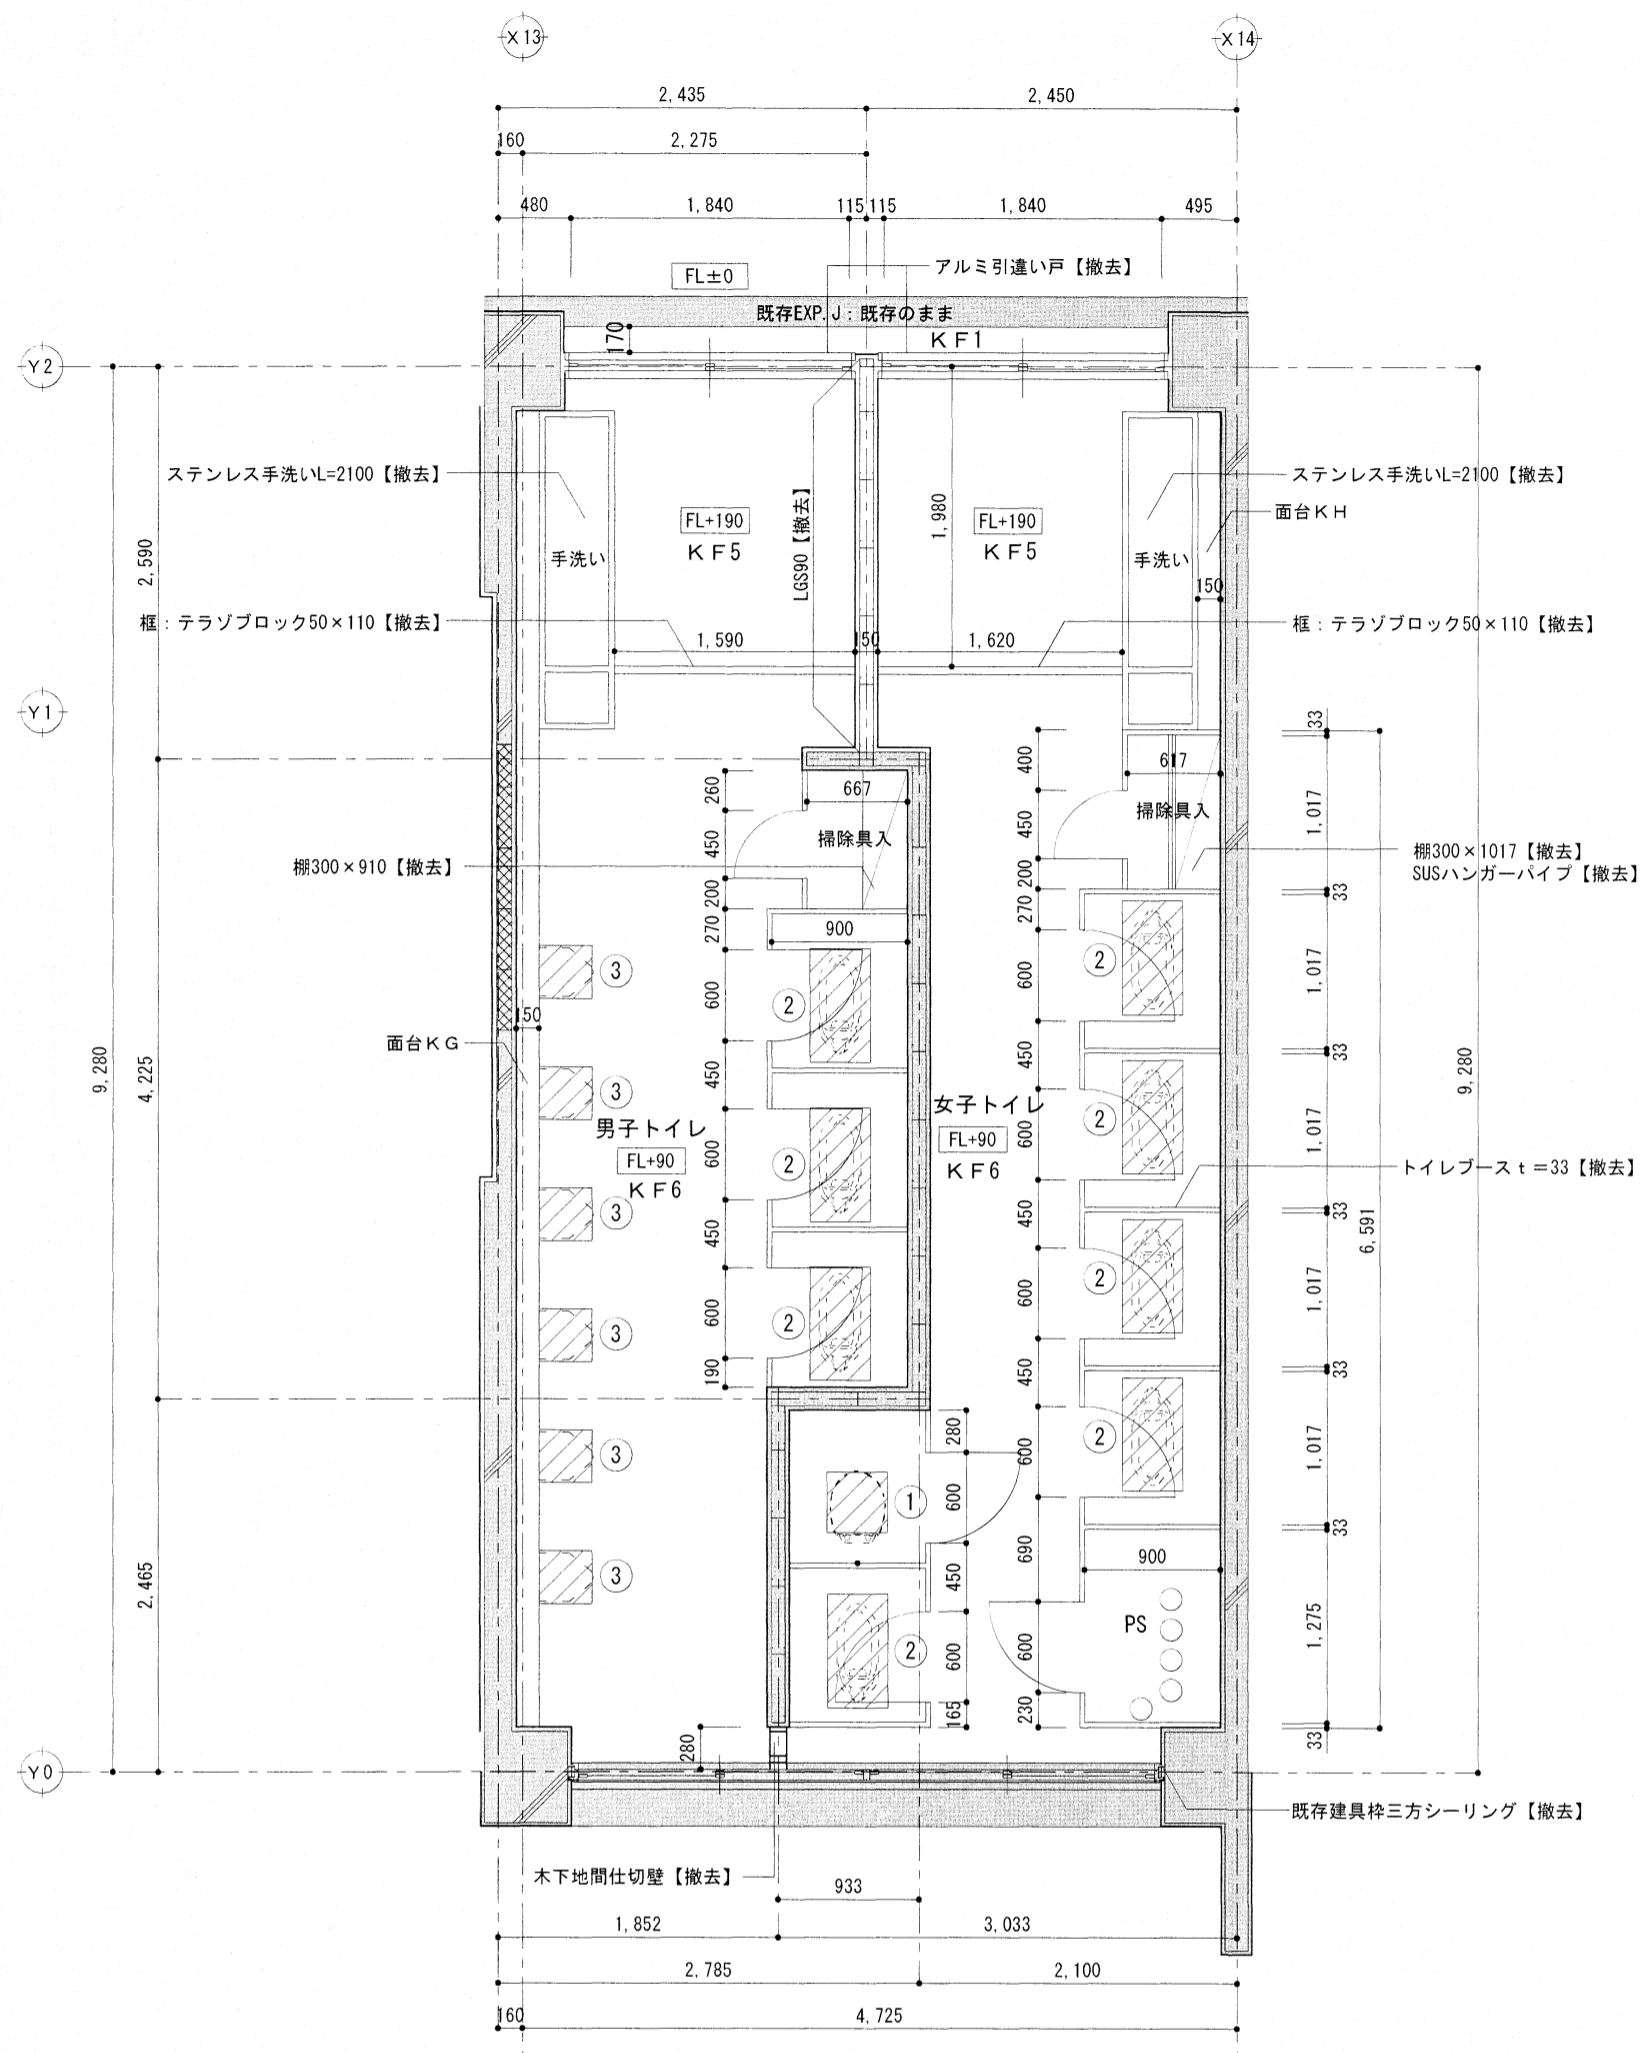 X13
X14
2,435
2,450
160
2,275
480
1,840
115
115
1,840
495
FL±0
アルミ引違い戸【撤去】
既存EXP.J：既存のまま
170
KF1
Y2
ステンレス手洗いL=2100【撤去】
LGS90【撤去】
ステンレス手洗いL=2100【撤去】
面台KH
FL+190
KF5
1,980
FL+190
KF5
手洗い
手洗い
2,590
150
框：テラゾブロック50×110【撤去】
框：テラゾブロック50×110【撤去】
1,590
150
1,620
Y1
33
400
617
260
667
1,017
450
掃除具入
450
掃除具入
棚300×910【撤去】
棚300×1017【撤去】
SUSハンガーパイプ【撤去】
200
200
33
270
900
270
3
2
600
1,017
600
2
150
面台KG
9,280
4,225
450
450
33
9,280
3
男子トイレ
FL+90
KF6
女子トイレ
FL+90
KF6
600
2
600
2
1,017
トイレブースｔ＝33【撤去】
3
450
450
33
6,591
600
2
600
2
1,017
3
190
450
33
280
600
2
1,017
3
600
1
33
2,465
3
450
690
900
2
600
PS
600
1,275
165
230
280
33
Y0
既存建具枠三方シーリング【撤去】
木下地間仕切壁【撤去】
933
1,852
3,033
2,785
2,100
160
4,725